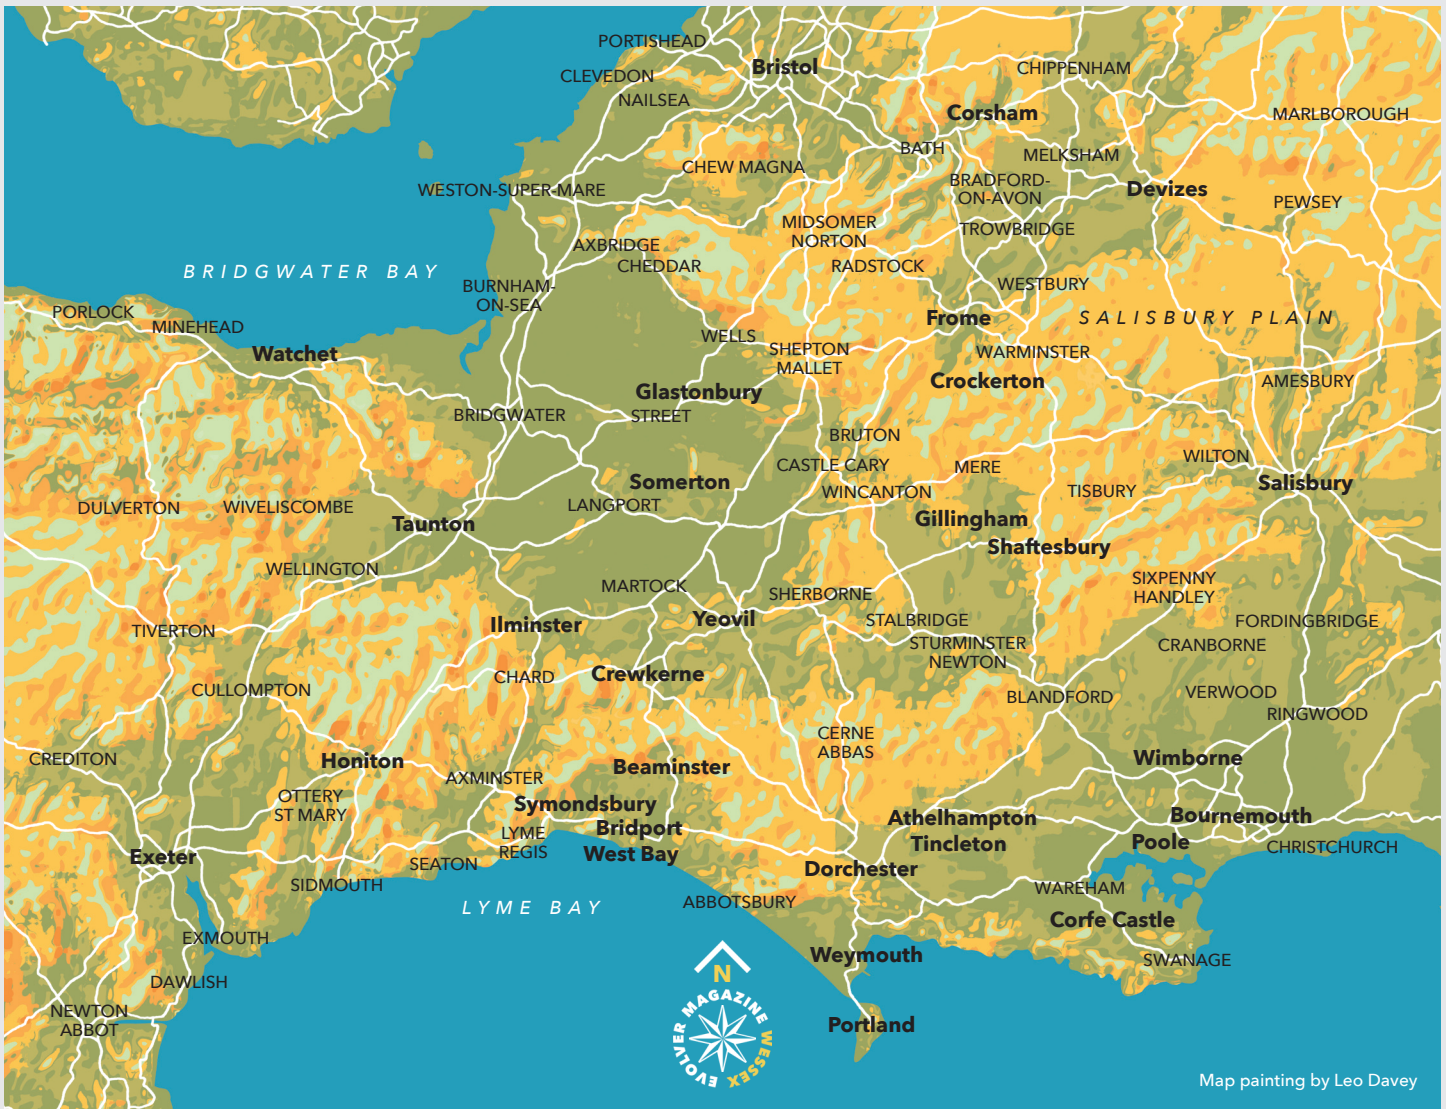 PORTISHEAD
Bristol
CLEVEDON
CHIPPENHAM
NAILSEA
Corsham
MARLBOROUGH
BATH
MELKSHAM
CHEW MAGNA
WESTON-SUPER-MARE
BRADFORD-
ON-AVON
Devizes
PEWSEY
MIDSOMER
NORTON
TROWBRIDGE
AXBRIDGE
CHEDDAR
RADSTOCK
BRIDGWATER BAY
BURNHAM-
ON-SEA
WESTBURY
PORLOCK
MINEHEAD
Frome
SALISBURY PLAIN
WELLS
Watchet
SHEPTON
MALLET
WARMINSTER
Crockerton
AMESBURY
Glastonbury
BRIDGWATER
STREET
BRUTON
CASTLE CARY
MERE
WILTON
Somerton
Salisbury
WINCANTON
TISBURY
DULVERTON
WIVELISCOMBE
LANGPORT
Taunton
Gillingham
Shaftesbury
WELLINGTON
MARTOCK
SHERBORNE
SIXPENNY
HANDLEY
TIVERTON
Ilminster
Yeovil
STALBRIDGE
FORDINGBRIDGE
STURMINSTER
NEWTON
CRANBORNE
CHARD
Crewkerne
CULLOMPTON
BLANDFORD
VERWOOD
RINGWOOD
CERNE
ABBAS
CREDITON
Honiton
Beaminster
Wimborne
AXMINSTER
OTTERY
ST MARY
Symondsbury
Bridport
West Bay
LYME
REGIS
Athelhampton
Tincleton
Bournemouth
Poole
CHRISTCHURCH
Exeter
SEATON
SIDMOUTH
Dorchester
WAREHAM
LYME BAY
ABBOTSBURY
Corfe Castle
EXMOUTH
Weymouth
SWANAGE
DAWLISH
N
EVOLVER MAGAZINE WESSEX
NEWTON
ABBOT
Portland
Map painting by Leo Davey